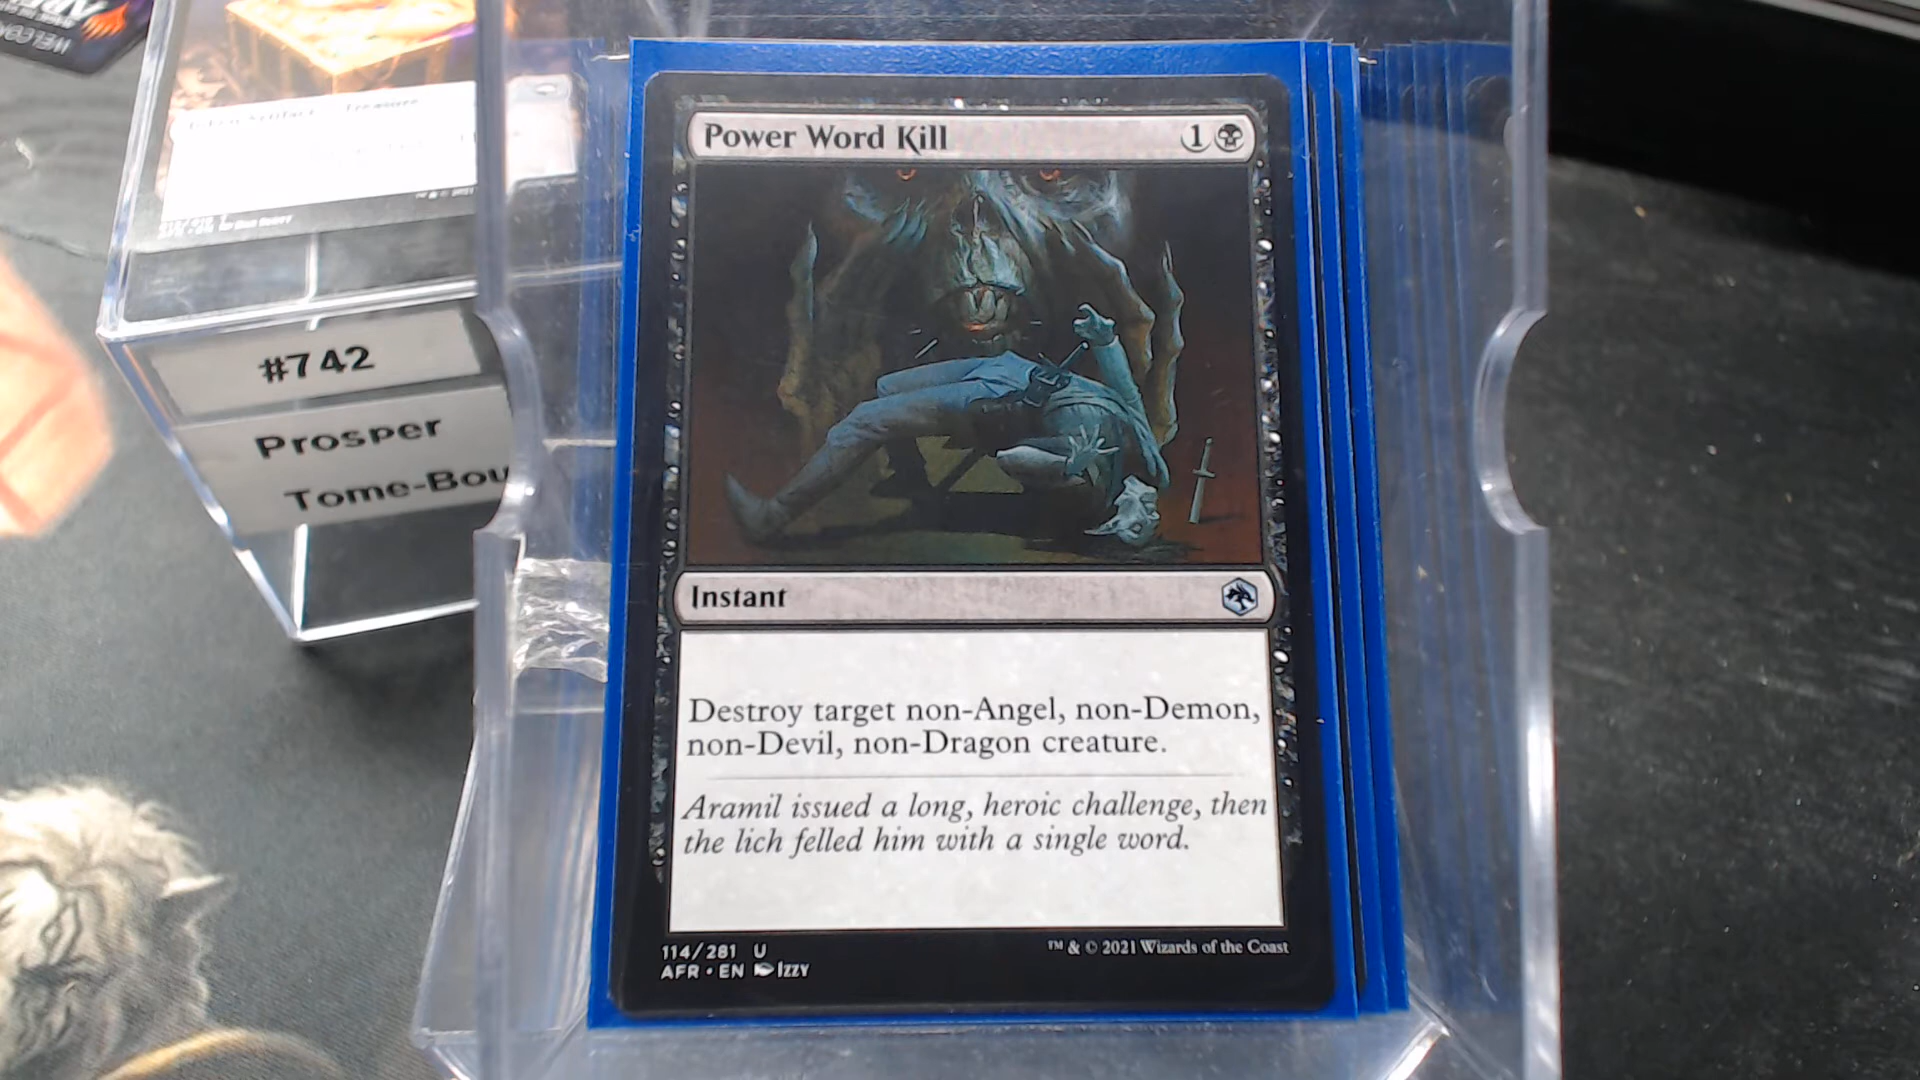 Power Word Kill 1
Instant
Destroy target non-Angel, non-Demon,
non-Devil, non-Dragon creature.
Aramil issued a long, heroic challenge, then
the lich felled him with a single word.
114/281 U
AFR • EN Izzy
™ & © 2021 Wizards of the Coast
#742
Prosper
Tome-Bou
Treasure